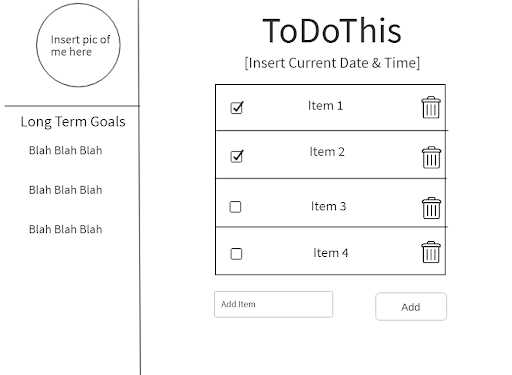 Insert pic of
me here
Long Term Goals
Blah Blah Blah
Blah Blah Blah
Blah Blah Blah
ToDoThis
[Insert Current Date & Time]
Item 1
Item 2
Item 3
Item 4
Add Item
Add